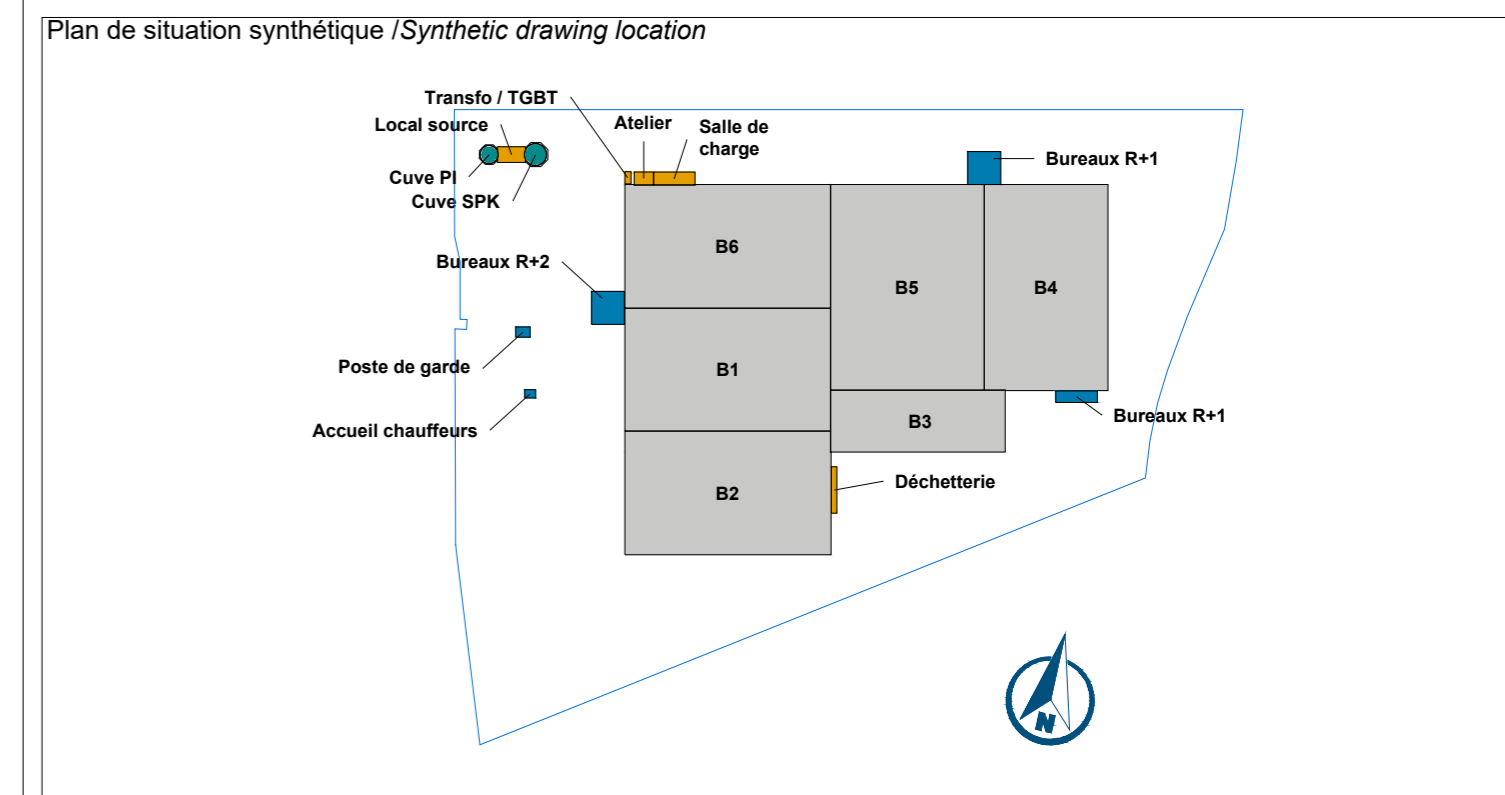 Plan de situation synthétique /Synthetic drawing location
Transfo / TGBT
Local source
Atelier
Salle de
charge
Bureaux R+1
Cuve PI
Cuve SPK
B6
Bureaux R+2
B5
B4
Poste de garde
B1
Accueil chauffeurs
B3
Bureaux R+1
B2
Déchetterie
N